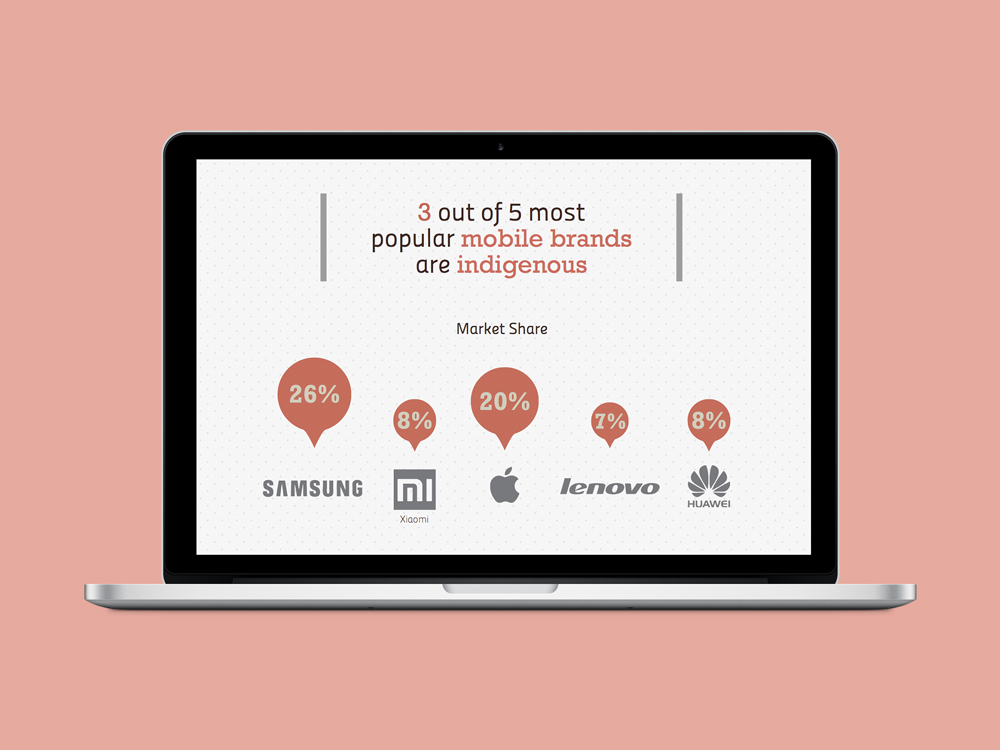 3 out of 5 most
popular mobile brands
are indigenous
Market Share
26% 8% 20% 7% 8%
SAMSUNG mi lenovo HUAWEI
Xiaomi